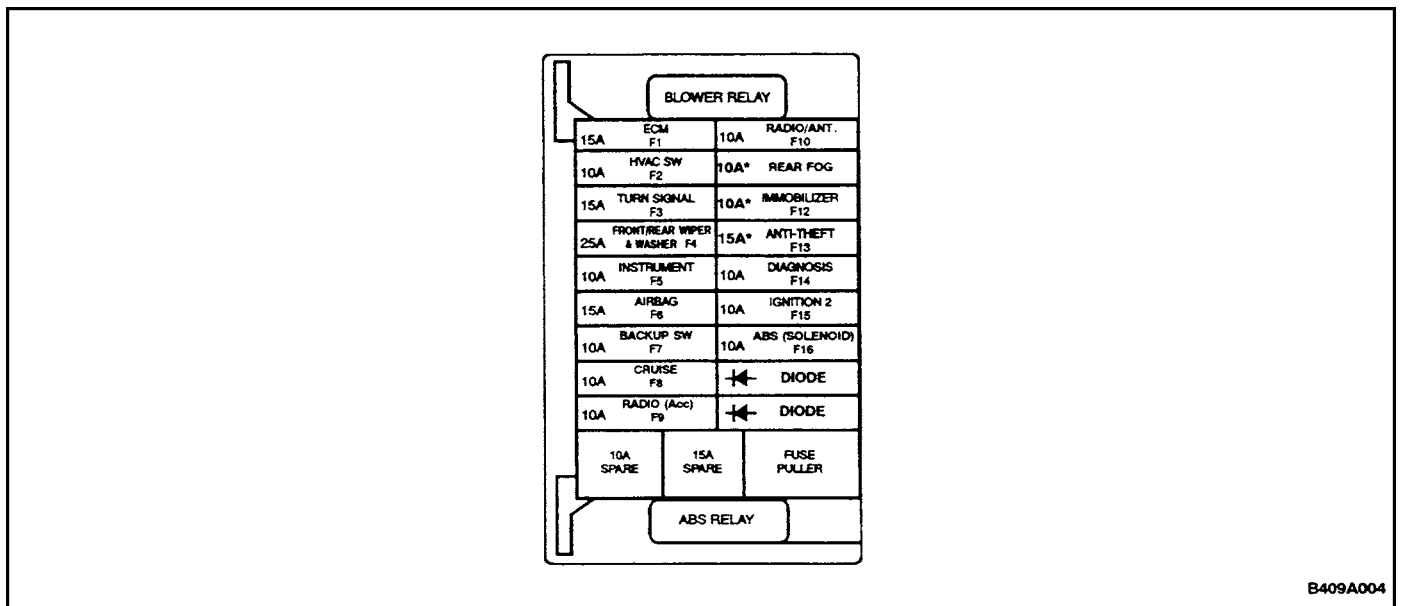 BLOWER RELAY
15A ECM F1
10A RADIO/ANT. F10
10A HVAC SW F2
10A* REAR FOG
15A TURN SIGNAL F3
10A* IMMOBILIZER F12
25A FRONT/REAR WIPER & WASHER F4
15A* ANTI-THEFT F13
10A INSTRUMENT F5
10A DIAGNOSIS F14
15A AIRBAG F6
10A IGNITION 2 F15
10A BACKUP SW F7
10A ABS (SOLENOID) F16
10A CRUISE F8
DIODE
10A RADIO (Acc) F9
DIODE
10A SPARE
15A SPARE
FUSE PULLER
ABS RELAY
B409A004